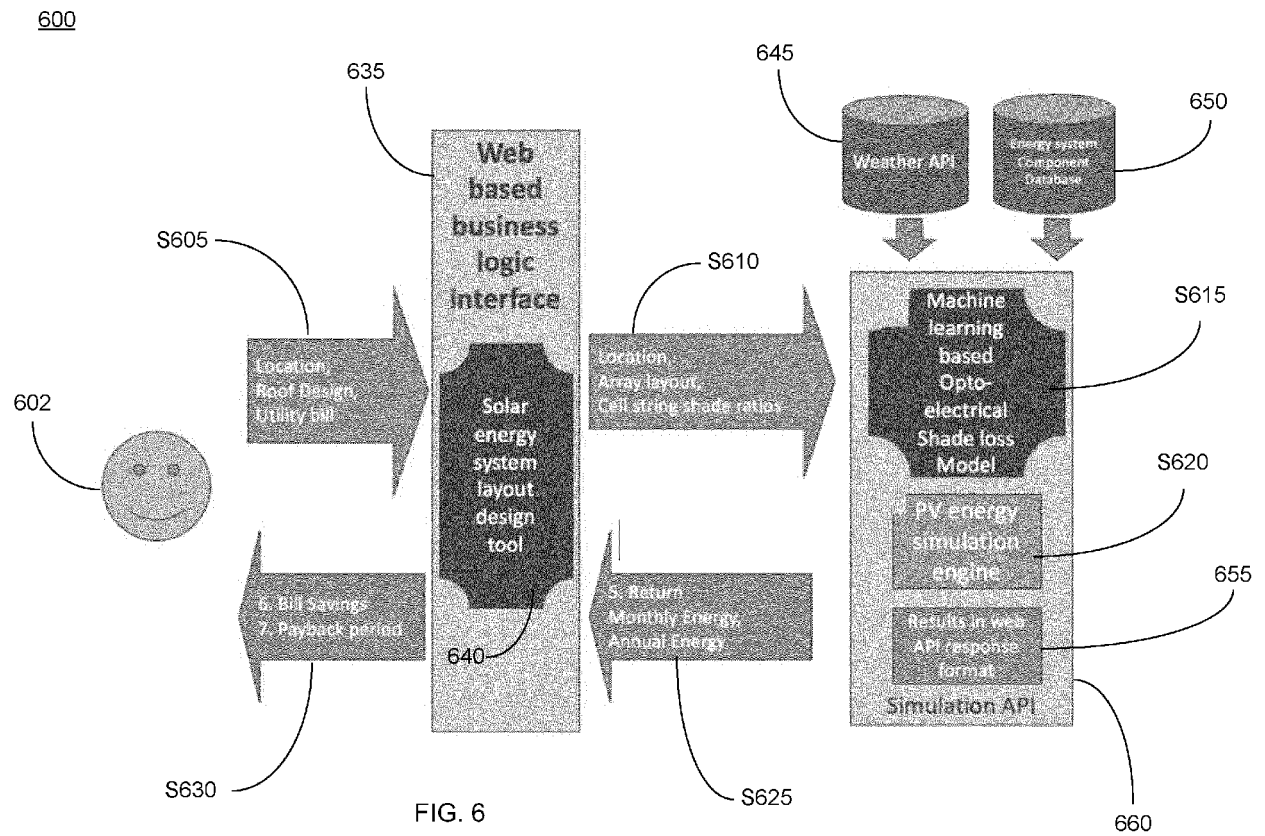 600
635
645
650
Web
based
business
logic
interface
Weather API
Energy system
Component
Database
S605
S610
S615
Location,
Roof Design,
Utility bill
Location,
Array layout,
Cell string shade ratios
Machine
learning
based
Opto-
electrical
Shade loss
Model
602
Solar
energy
system
layout
design
tool
S620
PV energy
simulation
engine
655
6. Bill Savings
7. Payback period
5. Return
Monthly Energy,
Annual Energy
640
Results in web
API response
format
Simulation API
S630
S625
660
FIG. 6